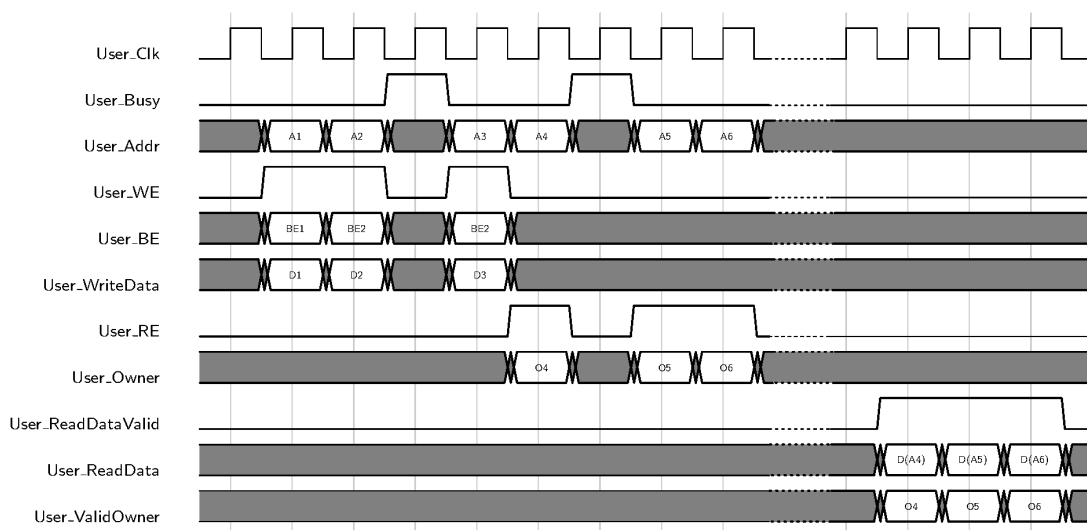 User_Clk
User_Busy
User_Addr A1 A2 A3 A4 A5 A6
User_WE
User_BE BE1 BE2 BE2
User_WriteData D1 D2 D3
User_RE
User_Owner O4 O5 O6
User_ReadDataValid
User_ReadData D(A4) D(A5) D(A6)
User_ValidOwner O4 O5 O6